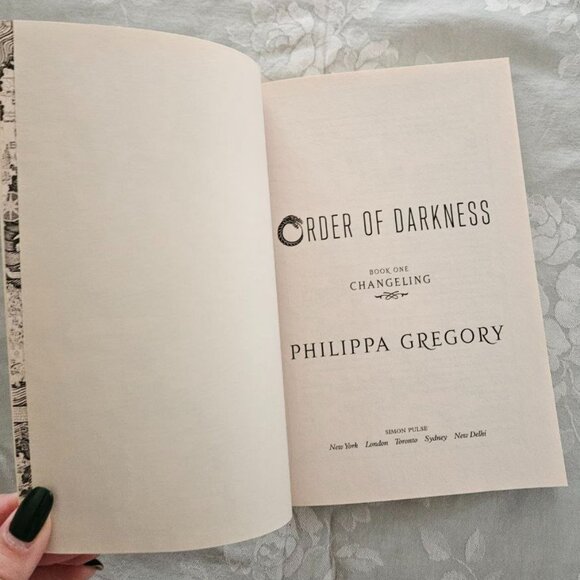 ORDER OF DARKNESS
BOOK ONE
CHANGELING
PHILIPPA GREGORY
SIMON PULSE
New York London Toronto Sydney New Delhi